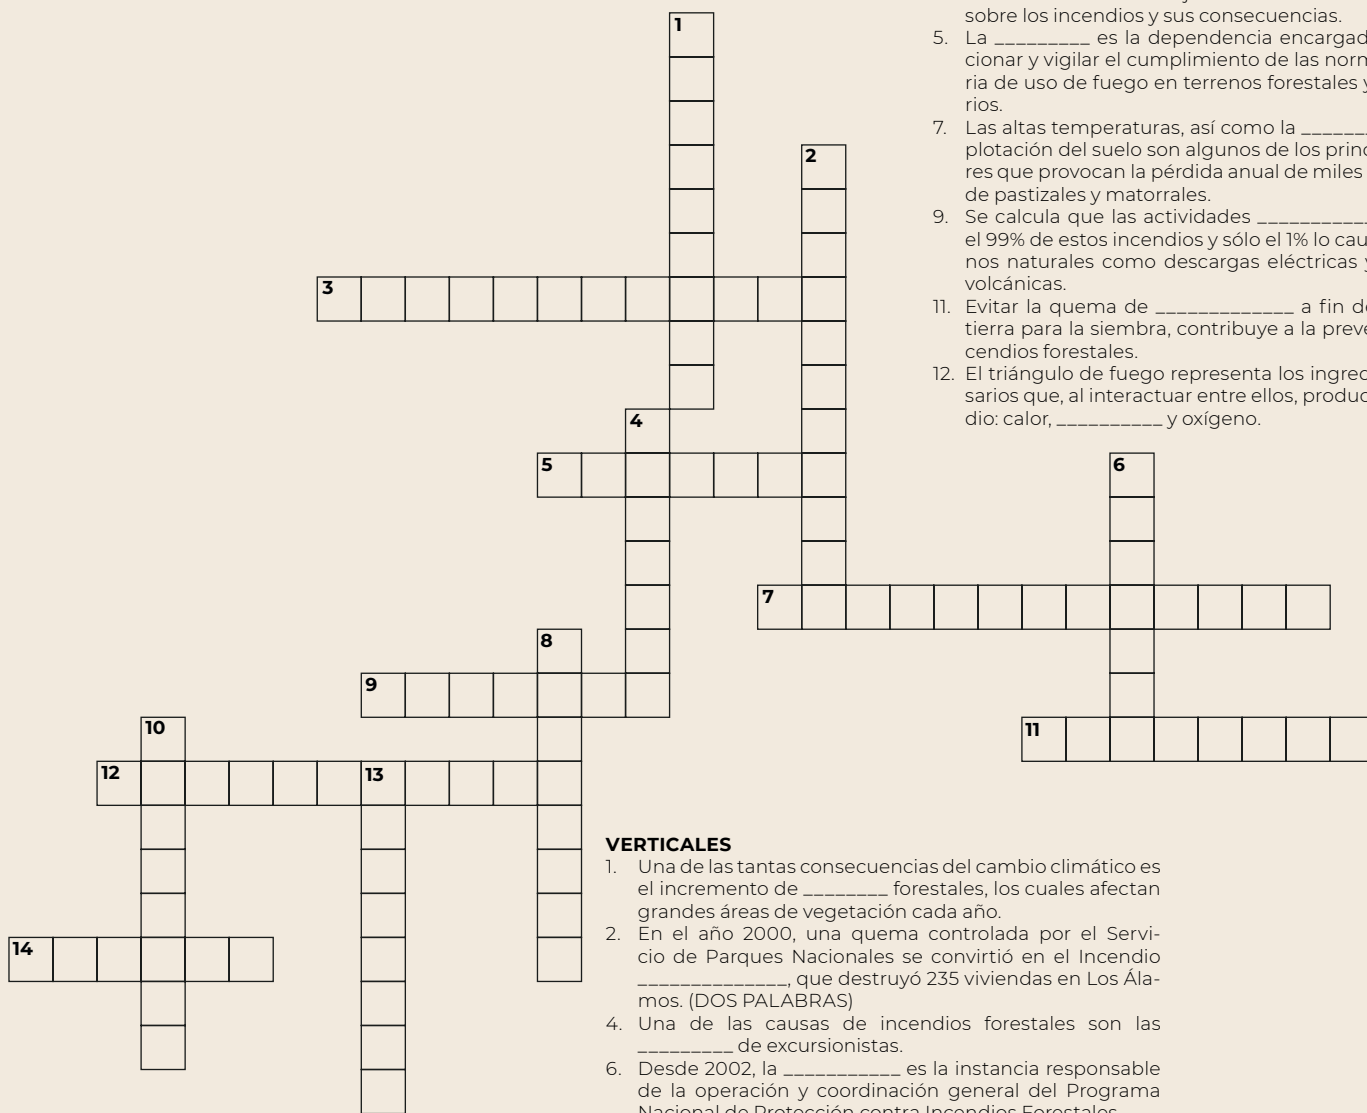 sobre los incendios y sus consecuencias.
5. La _________ es la dependencia encargad
cionar y vigilar el cumplimiento de las norm
ria de uso de fuego en terrenos forestales y
rios.
7. Las altas temperaturas, así como la _______
plotación del suelo son algunos de los princ
res que provocan la pérdida anual de miles
de pastizales y matorrales.
9. Se calcula que las actividades ___________
el 99% de estos incendios y sólo el 1% lo cau
nos naturales como descargas eléctricas y
volcánicas.
11. Evitar la quema de _____________ a fin de
tierra para la siembra, contribuye a la preve
cendios forestales.
12. El triángulo de fuego representa los ingred
sarios que, al interactuar entre ellos, produc
dio: calor, __________ y oxígeno.
1
2
3
4
5
6
7
8
9
10
11
12
13
14
VERTICALES
1. Una de las tantas consecuencias del cambio climático es
el incremento de ________ forestales, los cuales afectan
grandes áreas de vegetación cada año.
2. En el año 2000, una quema controlada por el Servi-
cio de Parques Nacionales se convirtió en el Incendio
______________, que destruyó 235 viviendas en Los Ála-
mos. (DOS PALABRAS)
4. Una de las causas de incendios forestales son las
_________ de excursionistas.
6. Desde 2002, la ___________ es la instancia responsable
de la operación y coordinación general del Programa
Nacional de Protección contra Incendios Forestales